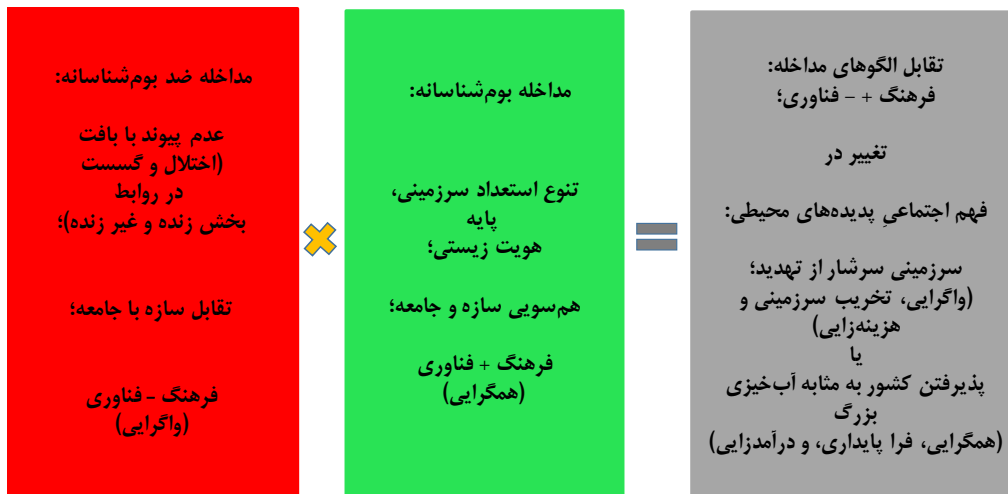 مداخله ضد بوم‌شناسانه:
عدم پیوند با بافت
(اختلال و گسست
در روابط
بخش زنده و غیر زنده)؛
تقابل سازه با جامعه؛
فرهنگ - فناوری
(واگرایی)
مداخله بوم‌شناسانه:
تنوع استعداد سرزمینی،
پایه
هویت زیستی؛
هم‌سویی سازه و جامعه؛
فرهنگ + فناوری
(همگرایی)
تقابل الگوهای مداخله:
فرهنگ + - فناوری؛
تغییر در
فهم اجتماعیِ پدیده‌های محیطی:
سرزمینی سرشار از تهدید؛
(واگرایی، تخریب سرزمینی و
هزینه‌زایی)
یا
پذیرفتن کشور به مثابه آب‌خیزی
بزرگ
(همگرایی، فرا پایداری، و درآمدزایی)